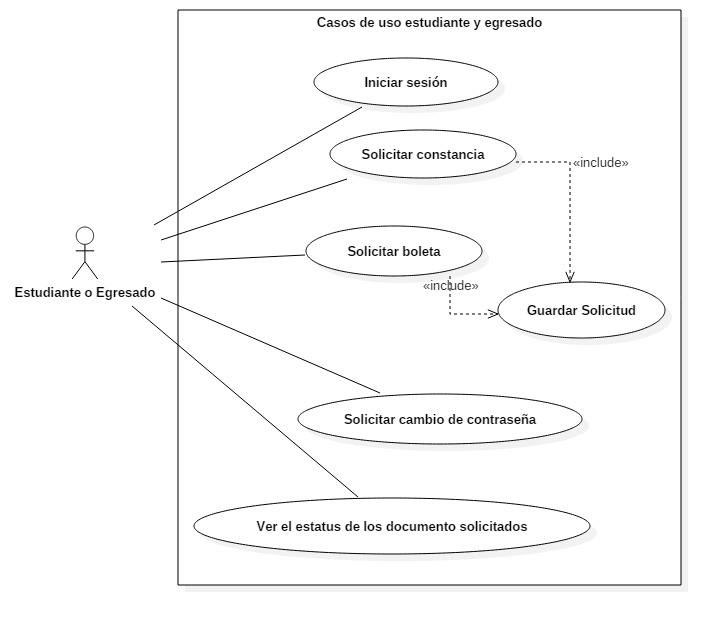 Casos de uso estudiante y egresado
Iniciar sesión
Solicitar constancia
«include»
Solicitar boleta
«include»
Estudiante o Egresado
Guardar Solicitud
Solicitar cambio de contraseña
Ver el estatus de los documento solicitados